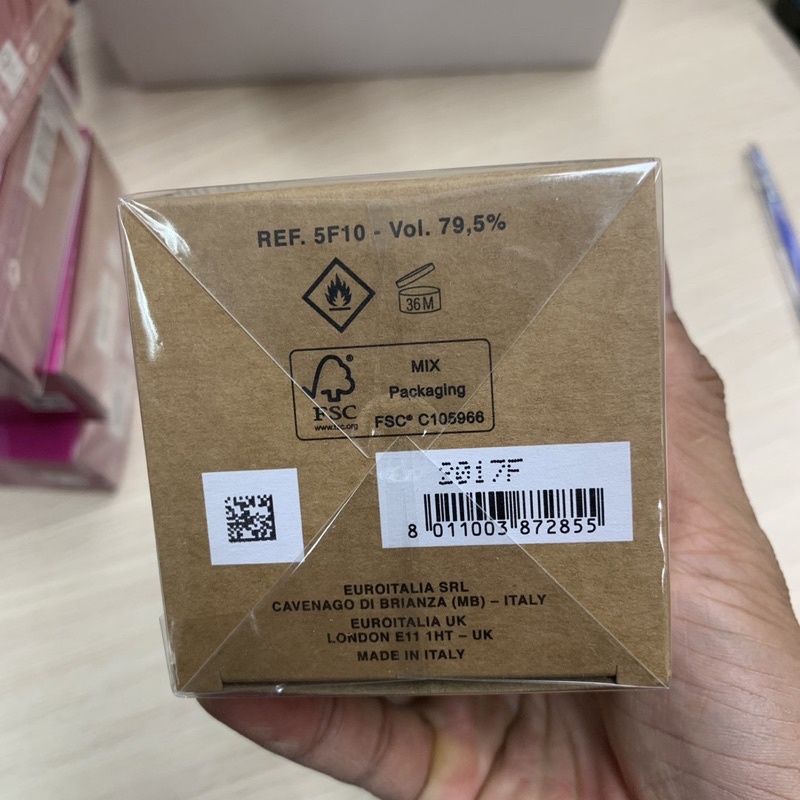 REF. 5F10 - Vol. 79,5%
36 M
FSC®
www.fsc.org
MIX
Packaging
FSC® C105966
2017F
8 011003 872855
EUROITALIA SRL
CAVENAGO DI BRIANZA (MB) – ITALY
EUROITALIA UK
LONDON E11 1HT – UK
MADE IN ITALY